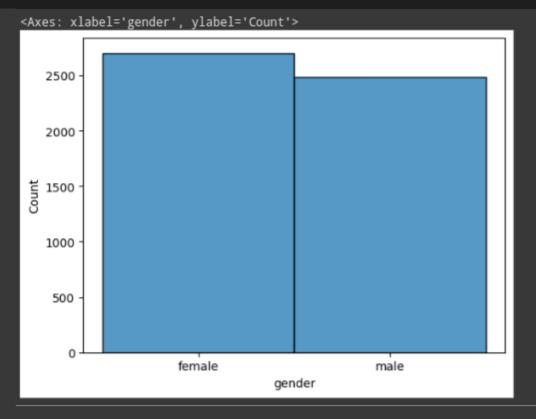 <Axes: xlabel='gender', ylabel='Count'>
2500
2000
1500
1000
500
0
Count
female male
gender